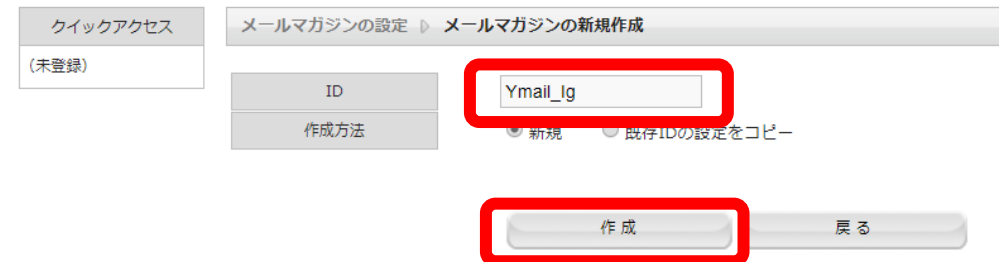 クイックアクセス
(未登録)
メールマガジンの設定 ▷ メールマガジンの新規作成
ID
Ymail_lg
作成方法
新規 既存IDの設定をコピー
作 成
戻 る